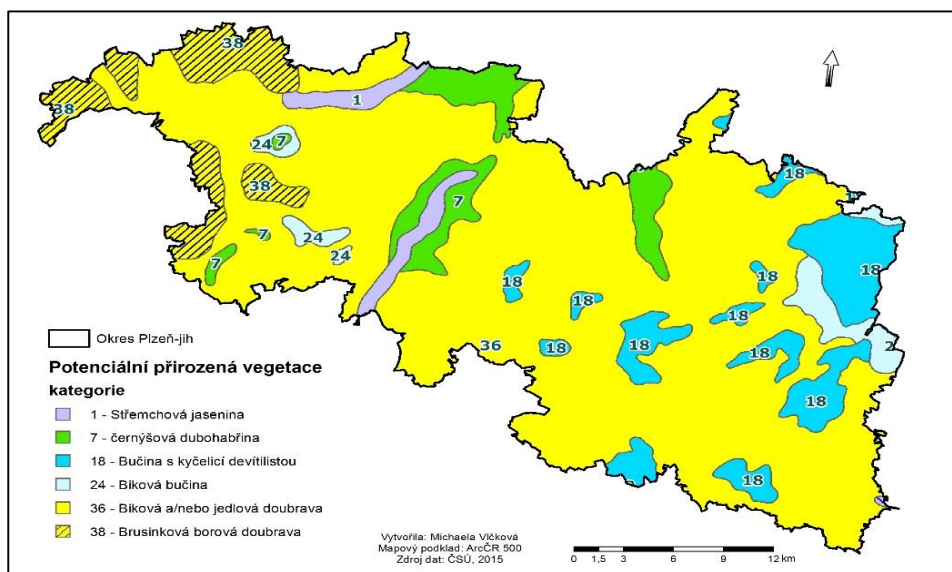 38
38
1
7
24
38
18
38
7
18
7
24
24
18
18
18
18
2
18
36
18
18
18
18
7
Okres Plzeň-jih
Potenciální přirozená vegetace
kategorie
1 - Střemchová jasenina
7 - černýšová dubohabřina
18 - Bučina s kyčelicí devítilistou
24 - Biková bučina
36 - Biková a/nebo jedlová doubrava
38 - Brusinková borová doubrava
Vytvořila: Michaela Vlčková
Mapový podklad: ArcČR 500
Zdroj dat: ČSÚ, 2015
0 1,5 3 6 9 12 km